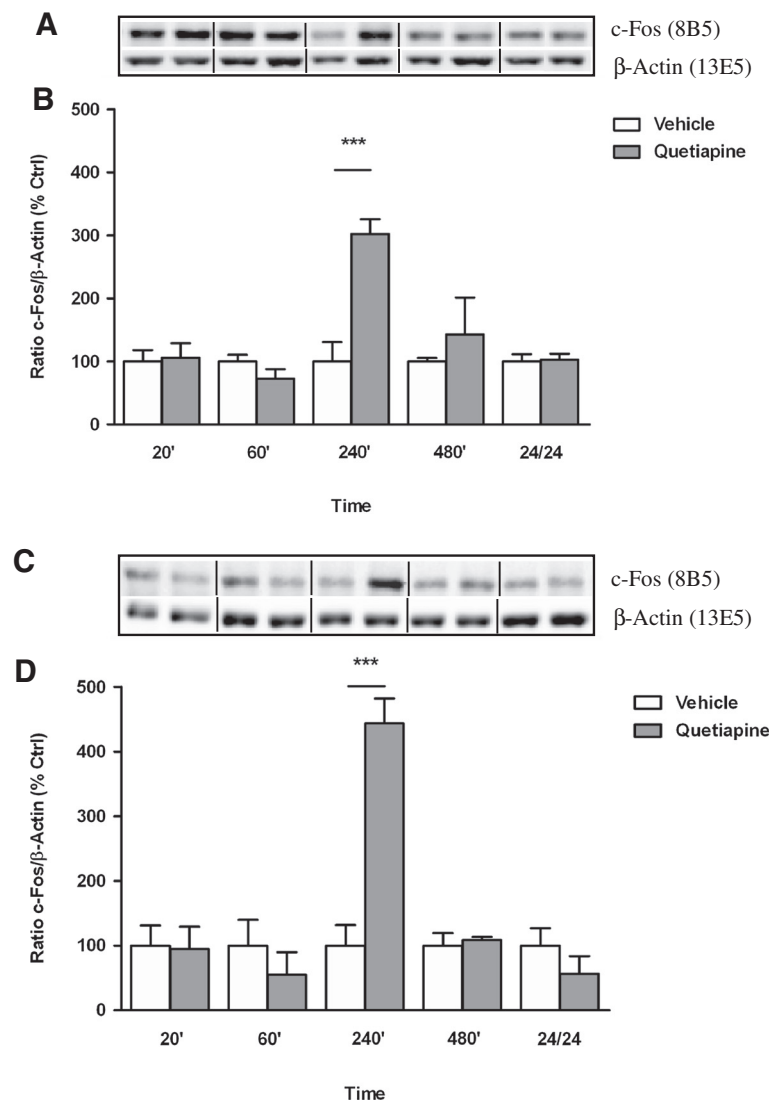 A
c-Fos (8B5)
β-Actin (13E5)
B
Ratio c-Fos/β-Actin (% Ctrl)
500
400
300
200
100
0
***
Vehicle
Quetiapine
20' 60' 240' 480' 24/24
Time
C
c-Fos (8B5)
β-Actin (13E5)
D
Ratio c-Fos/β-Actin (% Ctrl)
500
400
300
200
100
0
***
Vehicle
Quetiapine
20' 60' 240' 480' 24/24
Time